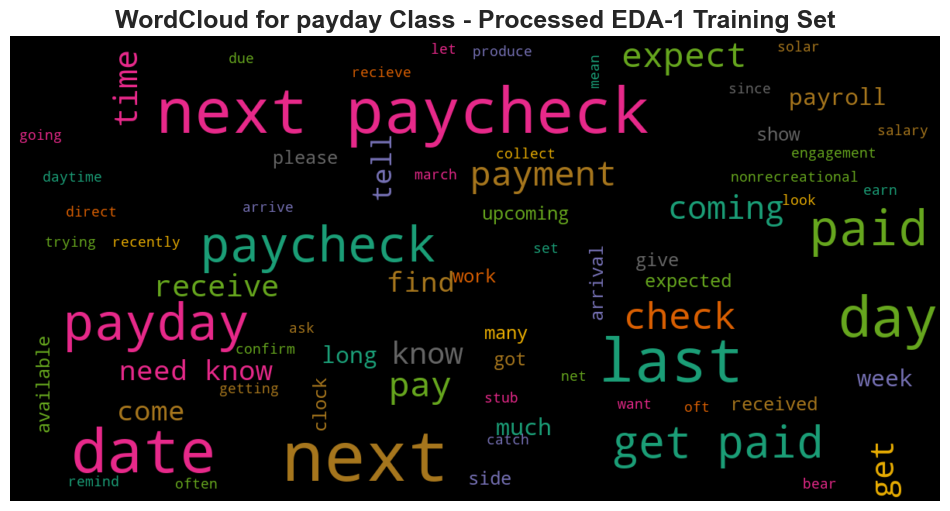 WordCloud for payday Class - Processed EDA-1 Training Set
let
produce
solar
due
expect
time
recieve
mean
since
next paycheck
payroll
going
show
salary
please
tell
collect
engagement
daytime
march
payment
nonrecreational
earn
look
direct
arrive
upcoming
coming
paid
trying
recently
paycheck
set
arrival
give
receive
find
work
expected
day
payday
ask
check
many
available
confirm
long
know
got
last
need know
net
week
getting
pay
clock
stub
want
oft
received
come
much
date
next
catch
get paid
get
remind
often
side
bear